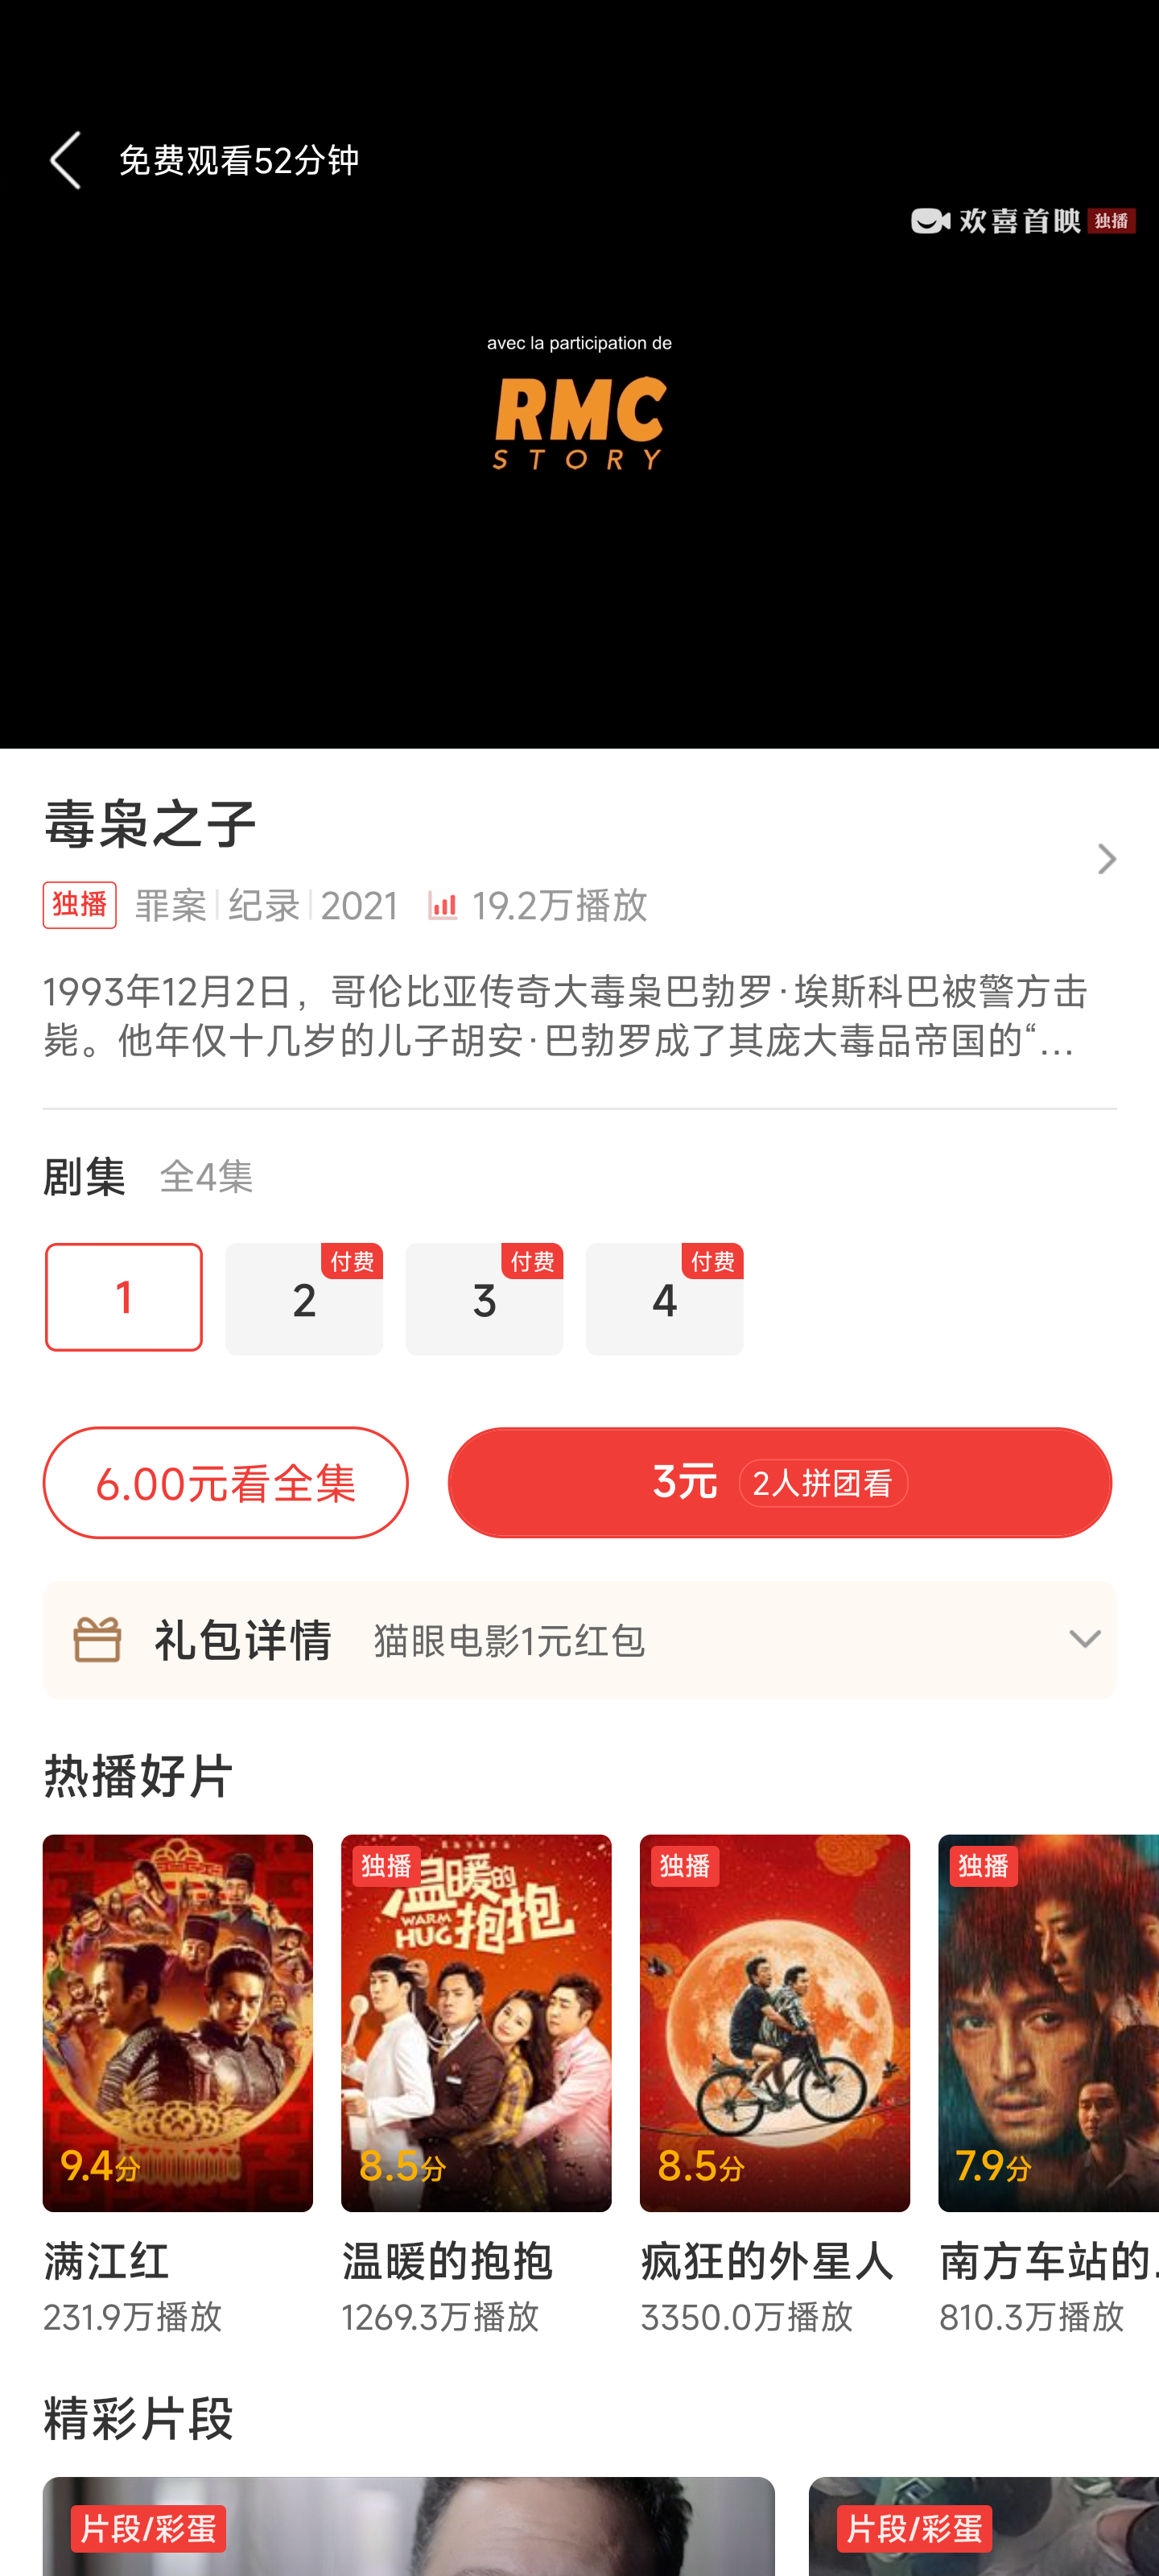 免费观看52分钟
欢喜首映 独播
avec la participation de
RMC
STORY
毒枭之子
独播 罪案 纪录 2021 19.2万播放
1993年12月2日，哥伦比亚传奇大毒枭巴勃罗·埃斯科巴被警方击
毙。他年仅十几岁的儿子胡安·巴勃罗成了其庞大毒品帝国的“...
剧集 全4集
1 2 付费 3 付费 4 付费
6.00元看全集 3元 2人拼团看
礼包详情 猫眼电影1元红包
热播好片
独播 独播 独播
温暖的
抱抱
WARM
HUG
9.4分 8.5分 8.5分 7.9分
满江红 温暖的抱抱 疯狂的外星人 南方车站的
231.9万播放 1269.3万播放 3350.0万播放 810.3万播放
精彩片段
片段/彩蛋 片段/彩蛋